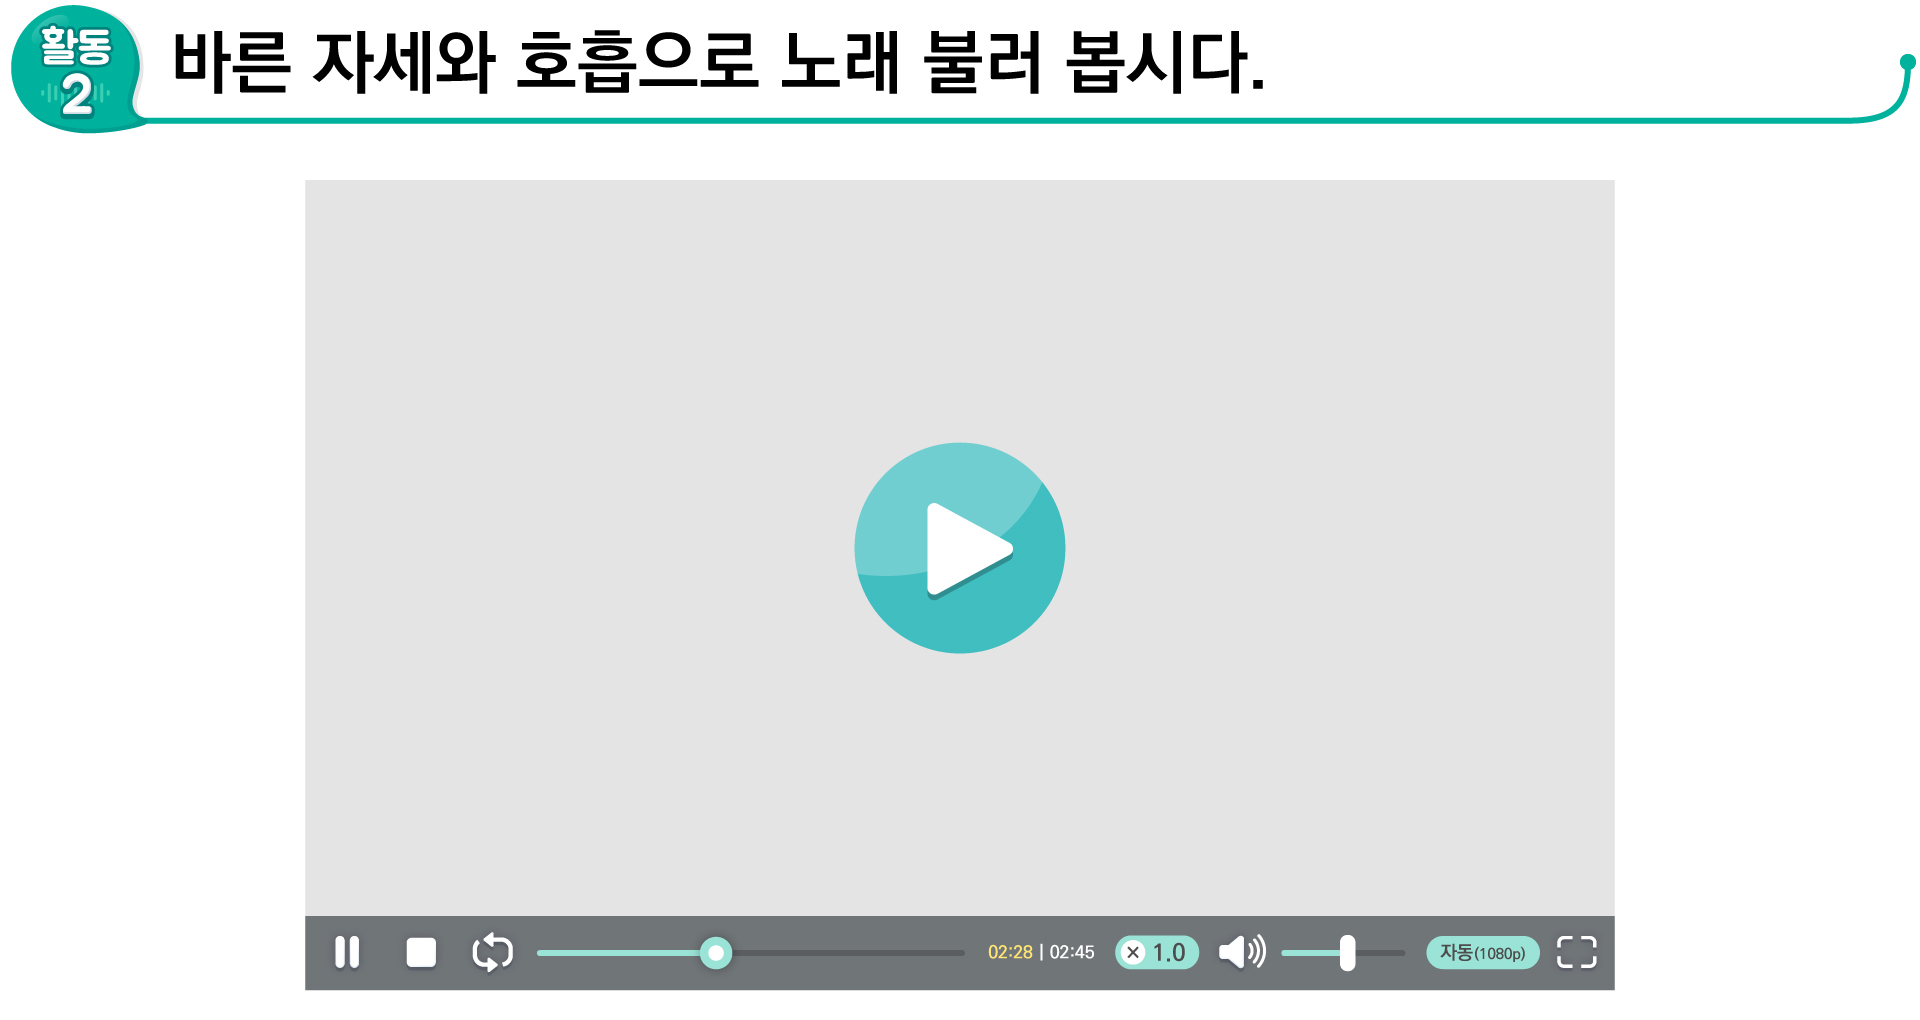 활동
2
바른 자세와 호흡으로 노래 불러 봅시다.
02:28 | 02:45
× 1.0
자동(1080p)